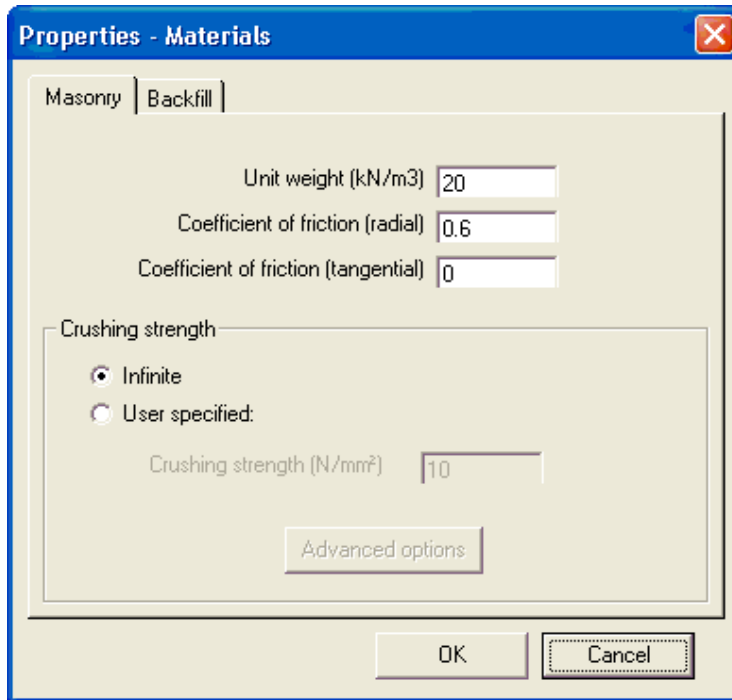 Properties - Materials
Masonry Backfill
Unit weight (kN/m3) 20
Coefficient of friction (radial) 0.6
Coefficient of friction (tangential) 0
Crushing strength
Infinite
User specified:
Crushing strength (N/mm²) 10
Advanced options
OK Cancel